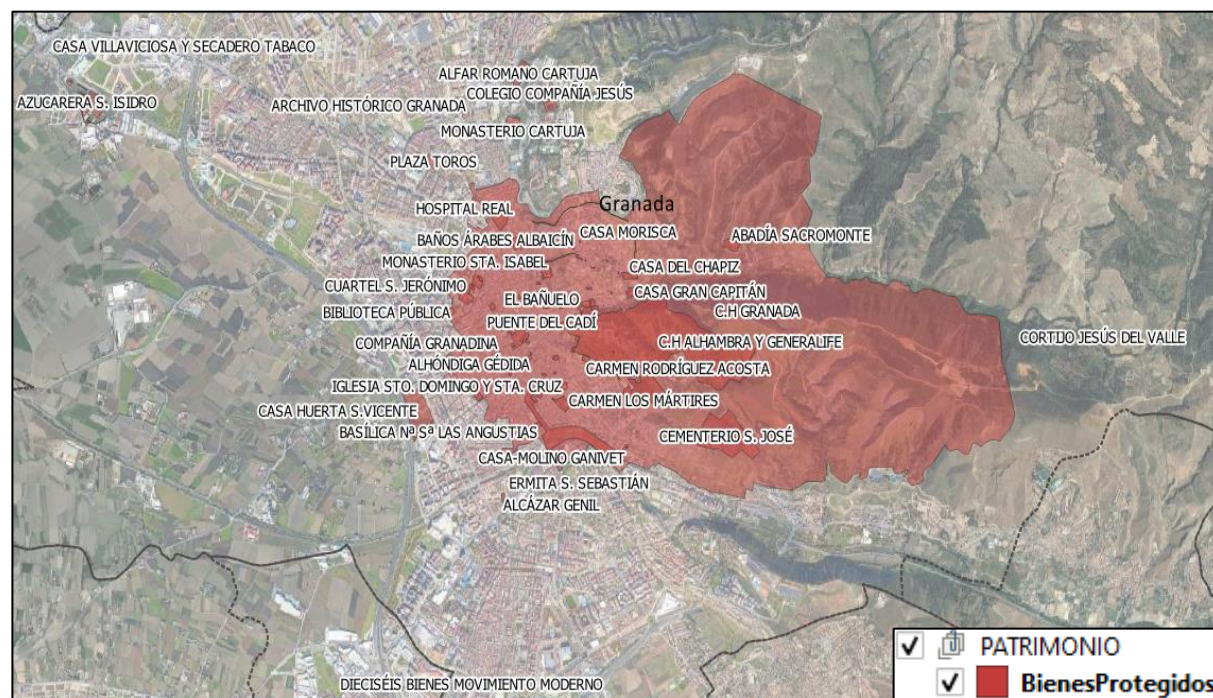 CASA VILLAVICIOSA Y SECADERO TABACO
ALFAR ROMANO CARTUJA
COLEGIO COMPAÑÍA JESÚS
AZUCARERA S. ISIDRO
ARCHIVO HISTÓRICO GRANADA
MONASTERIO CARTUJA
PLAZA TOROS
Granada
HOSPITAL REAL
CASA MORISCA
ABADÍA SACROMONTE
BAÑOS ÁRABES ALBAICÍN
MONASTERIO STA. ISABEL
CASA DEL CHAPIZ
CUARTEL S. JERÓNIMO
CASA GRAN CAPITÁN
EL BAÑUELO
BIBLIOTECA PÚBLICA
C.H GRANADA
PUENTE DEL CADÍ
CORTIJO JESÚS DEL VALLE
COMPAÑÍA GRANADINA
C.H ALHAMBRA Y GENERALIFE
ALHÓNDIGA GÉDIDA
CARMEN RODRÍGUEZ ACOSTA
IGLESIA STO. DOMINGO Y STA. CRUZ
CARMEN LOS MÁRTIRES
CASA HUERTA S.VICENTE
BASÍLICA Nª Sª LAS ANGUSTIAS
CEMENTERIO S. JOSÉ
CASA-MOLINO GANIVET
ERMITA S. SEBASTIÁN
ALCÁZAR GENIL
DIECISÉIS BIENES MOVIMIENTO MODERNO
PATRIMONIO
BienesProtegidos